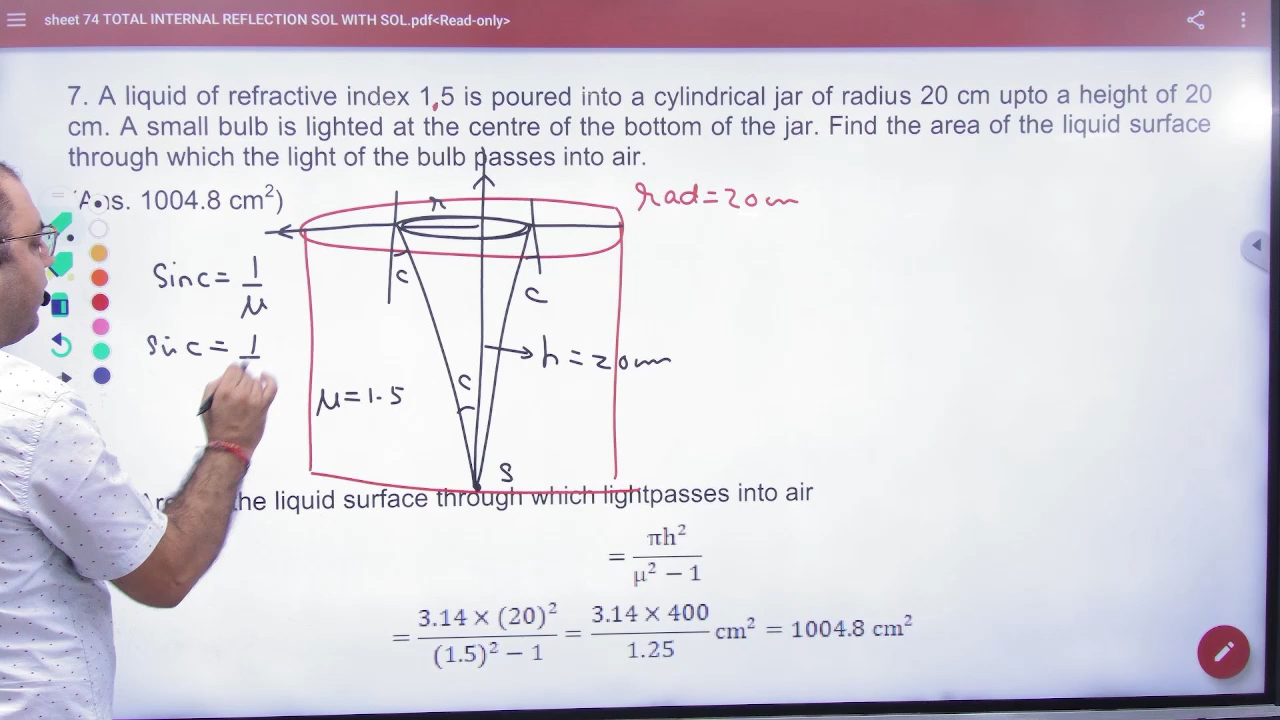 sheet 74 TOTAL INTERNAL REFLECTION SOL WITH SOL.pdf<Read-only>
7. A liquid of refractive index 1.5 is poured into a cylindrical jar of radius 20 cm upto a height of 20
cm. A small bulb is lighted at the centre of the bottom of the jar. Find the area of the liquid surface
through which the light of the bulb passes into air.
Ans. 1004.8 cm²)
rad=20cm
r
Sinc = 1/μ
c
c
Sin c = 1
h = 20cm
c
μ=1.5
S
the liquid surface through which lightpasses into air
= πh²/μ² − 1
= 3.14 × (20)²/(1.5)² − 1 = 3.14 × 400/1.25 cm² = 1004.8 cm²